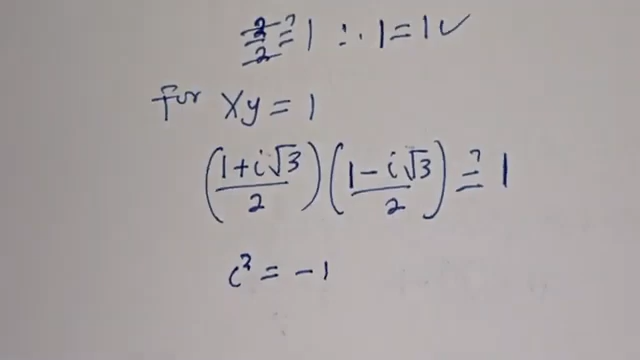 2/2 ≟ 1 ∴ 1 = 1 ✓
For Xy = 1
((1+i√3)/2)((1-i√3)/2) ≟ 1
i² = -1